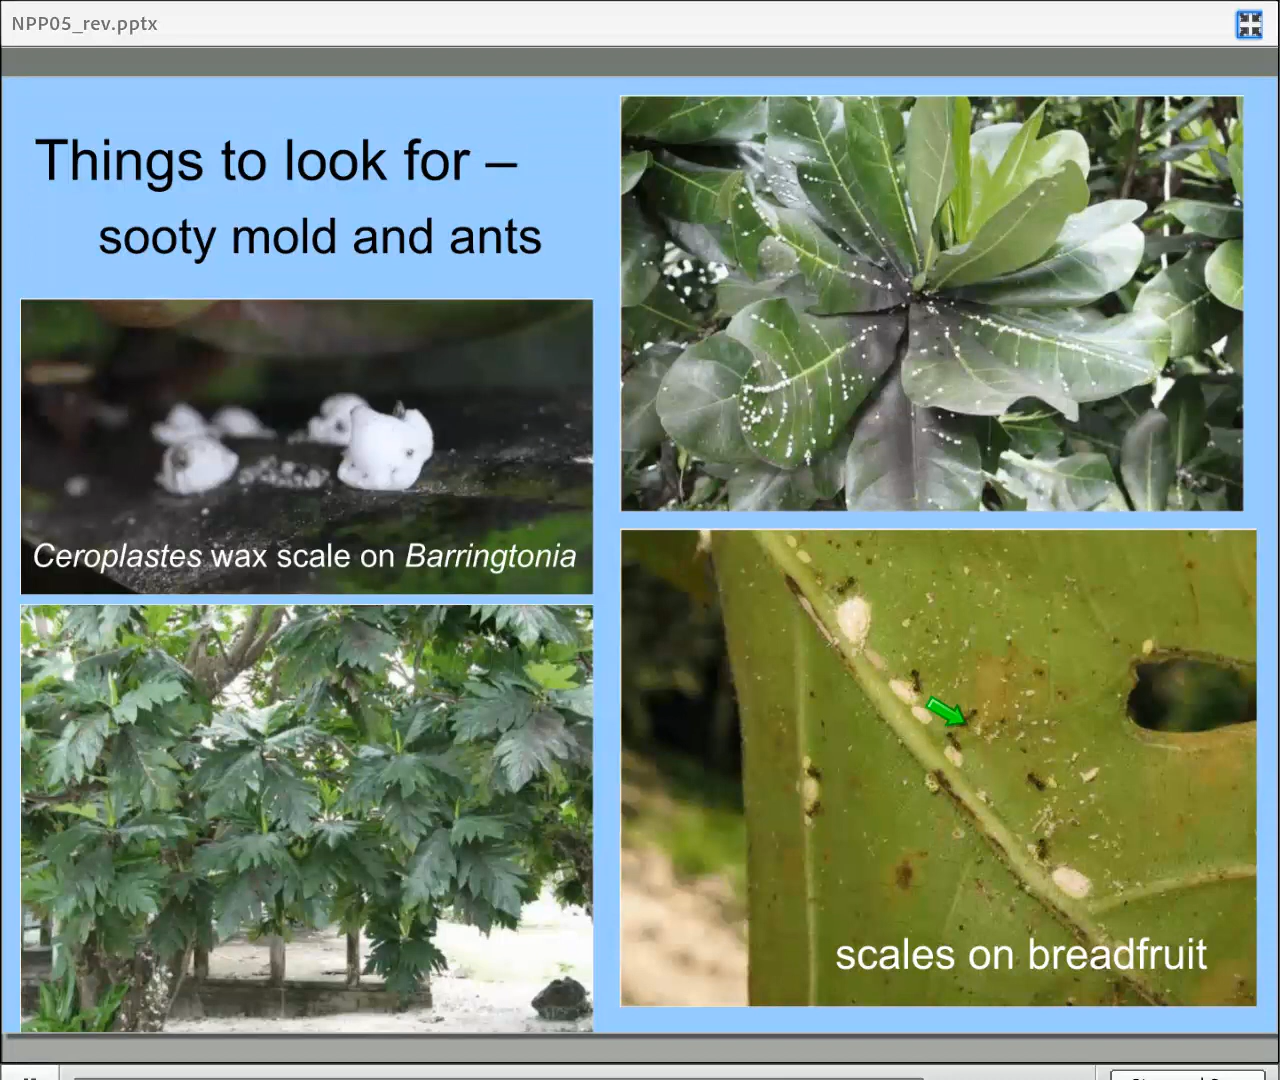 NPP05_rev.pptx
Things to look for –
sooty mold and ants
Ceroplastes wax scale on Barringtonia
scales on breadfruit